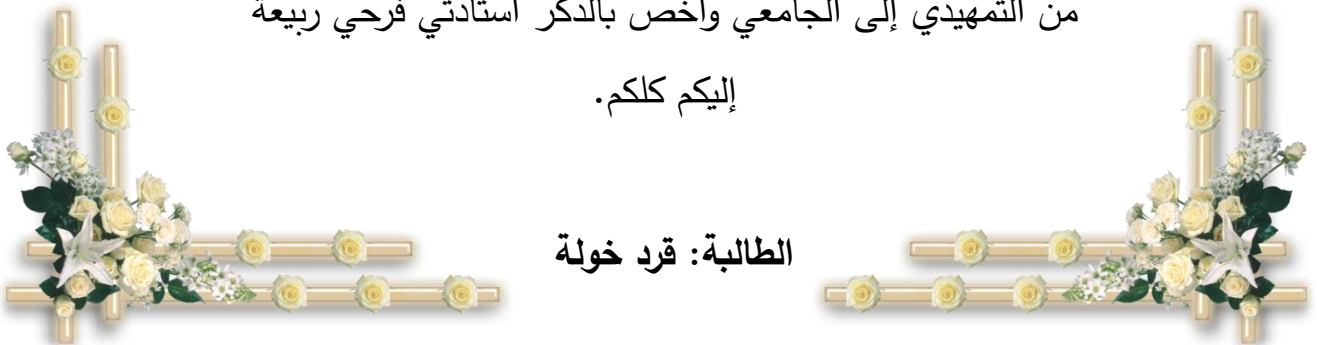 من التمهيدي إلى الجامعي وأخص بالذكر أستاذتي فرحي ربيعة
إليكم كلكم.
الطالبة: قرد خولة